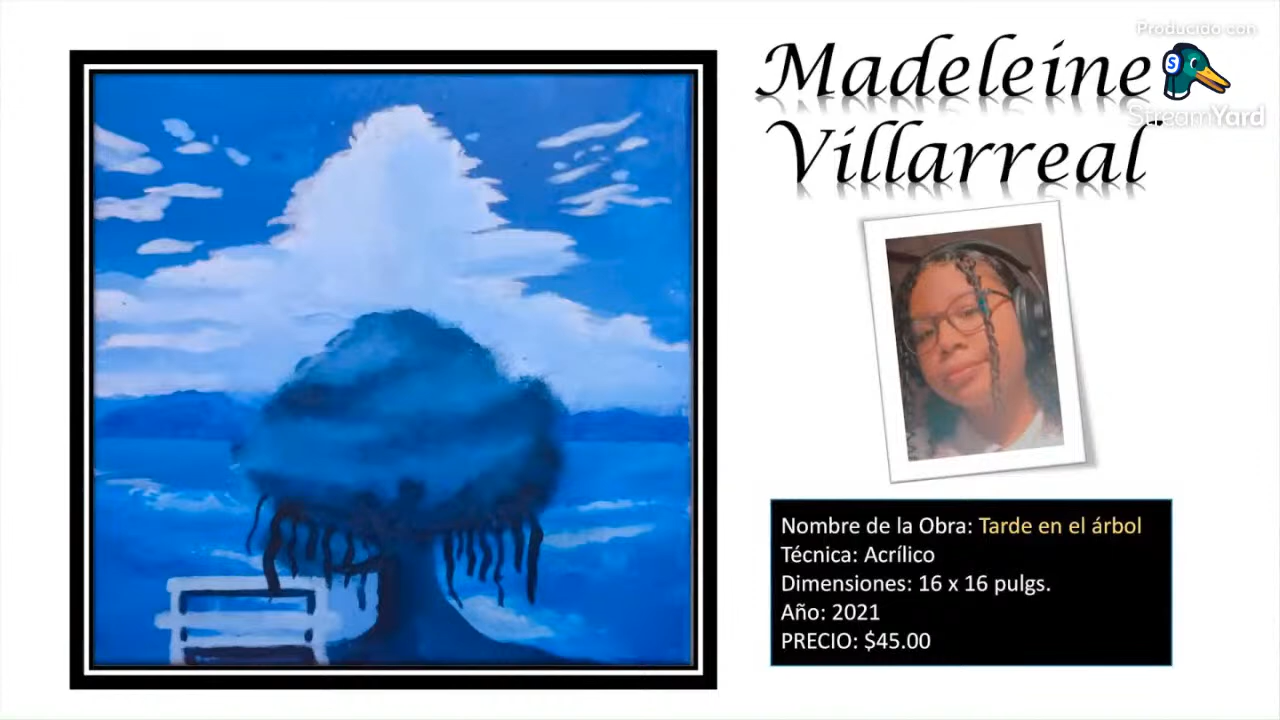 Producido con
StreamYard
Madeleine
Villarreal
Nombre de la Obra: Tarde en el árbol
Técnica: Acrílico
Dimensiones: 16 x 16 pulgs.
Año: 2021
PRECIO: $45.00